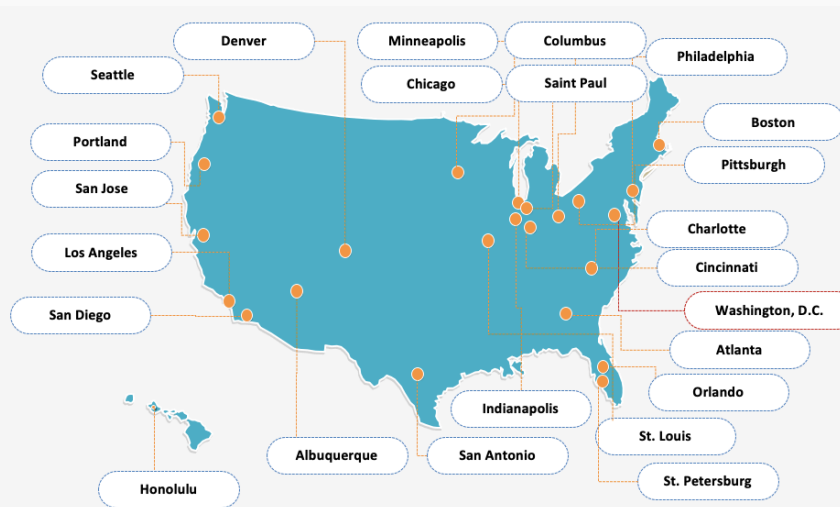 Denver
Minneapolis
Columbus
Philadelphia
Seattle
Chicago
Saint Paul
Boston
Portland
Pittsburgh
San Jose
Charlotte
Los Angeles
Cincinnati
San Diego
Washington, D.C.
Atlanta
Orlando
Indianapolis
St. Louis
Albuquerque
San Antonio
St. Petersburg
Honolulu